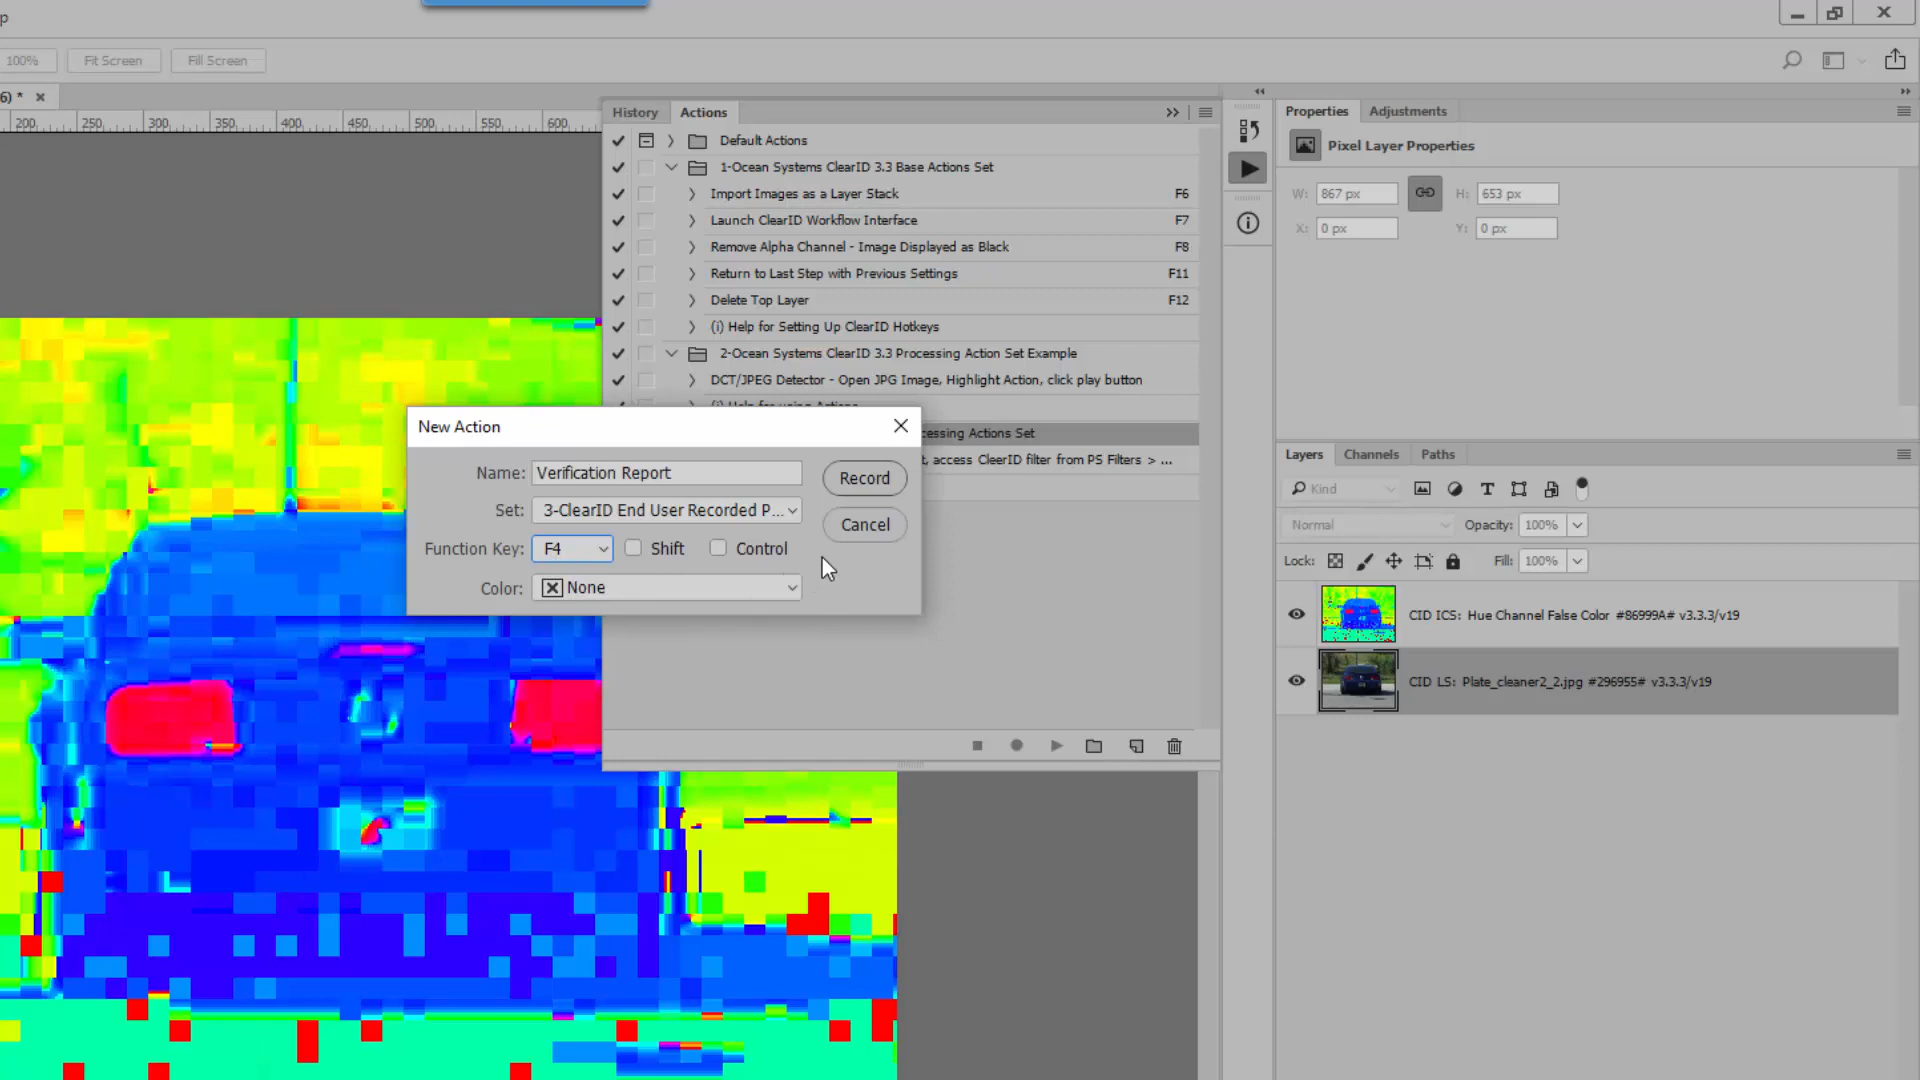 p
100%
Fit Screen
Fill Screen
6) *
200 250 300 350 400 450 500 550 600
History
Actions
Default Actions
1-Ocean Systems ClearID 3.3 Base Actions Set
Import Images as a Layer Stack F6
Launch ClearID Workflow Interface F7
Remove Alpha Channel - Image Displayed as Black F8
Return to Last Step with Previous Settings F11
Delete Top Layer F12
(i) Help for Setting Up ClearID Hotkeys
2-Ocean Systems ClearID 3.3 Processing Action Set Example
DCT/JPEG Detector - Open JPG Image, Highlight Action, click play button
(i) Help for using Actions
cessing Actions Set
t, access CleerID filter from PS Filters > ...
New Action
Name: Verification Report
Set: 3-ClearID End User Recorded P...
Function Key: F4 Shift Control
Color: None
Record
Cancel
Properties
Adjustments
Pixel Layer Properties
W: 867 px H: 653 px
X: 0 px Y: 0 px
Layers
Channels
Paths
Kind
Normal
Opacity: 100%
Lock:
Fill: 100%
CID ICS: Hue Channel False Color #86999A# v3.3.3/v19
CID LS: Plate_cleaner2_2.jpg #296955# v3.3.3/v19